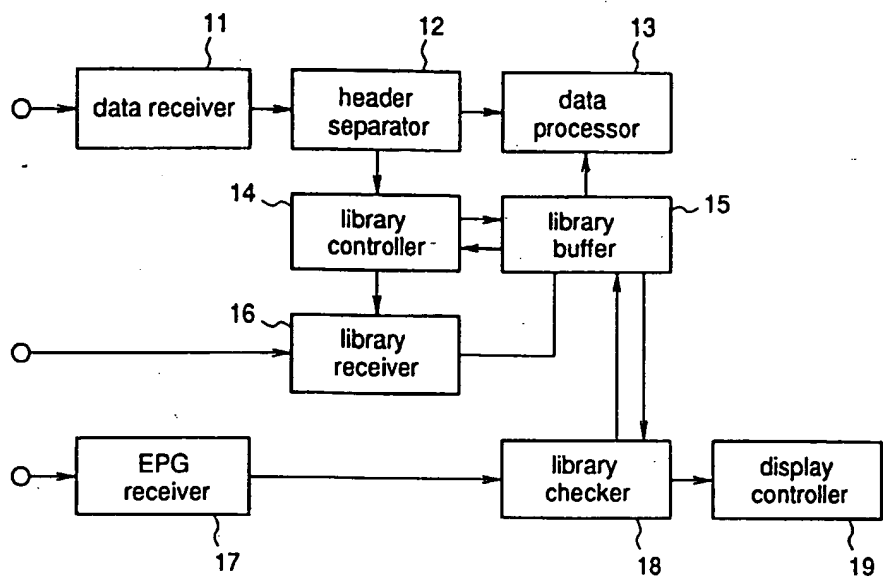 11
12
13
data receiver
header
separator
data
processor
14
15
library
controller
library
buffer
16
library
receiver
EPG
receiver
library
checker
display
controller
17
18
19